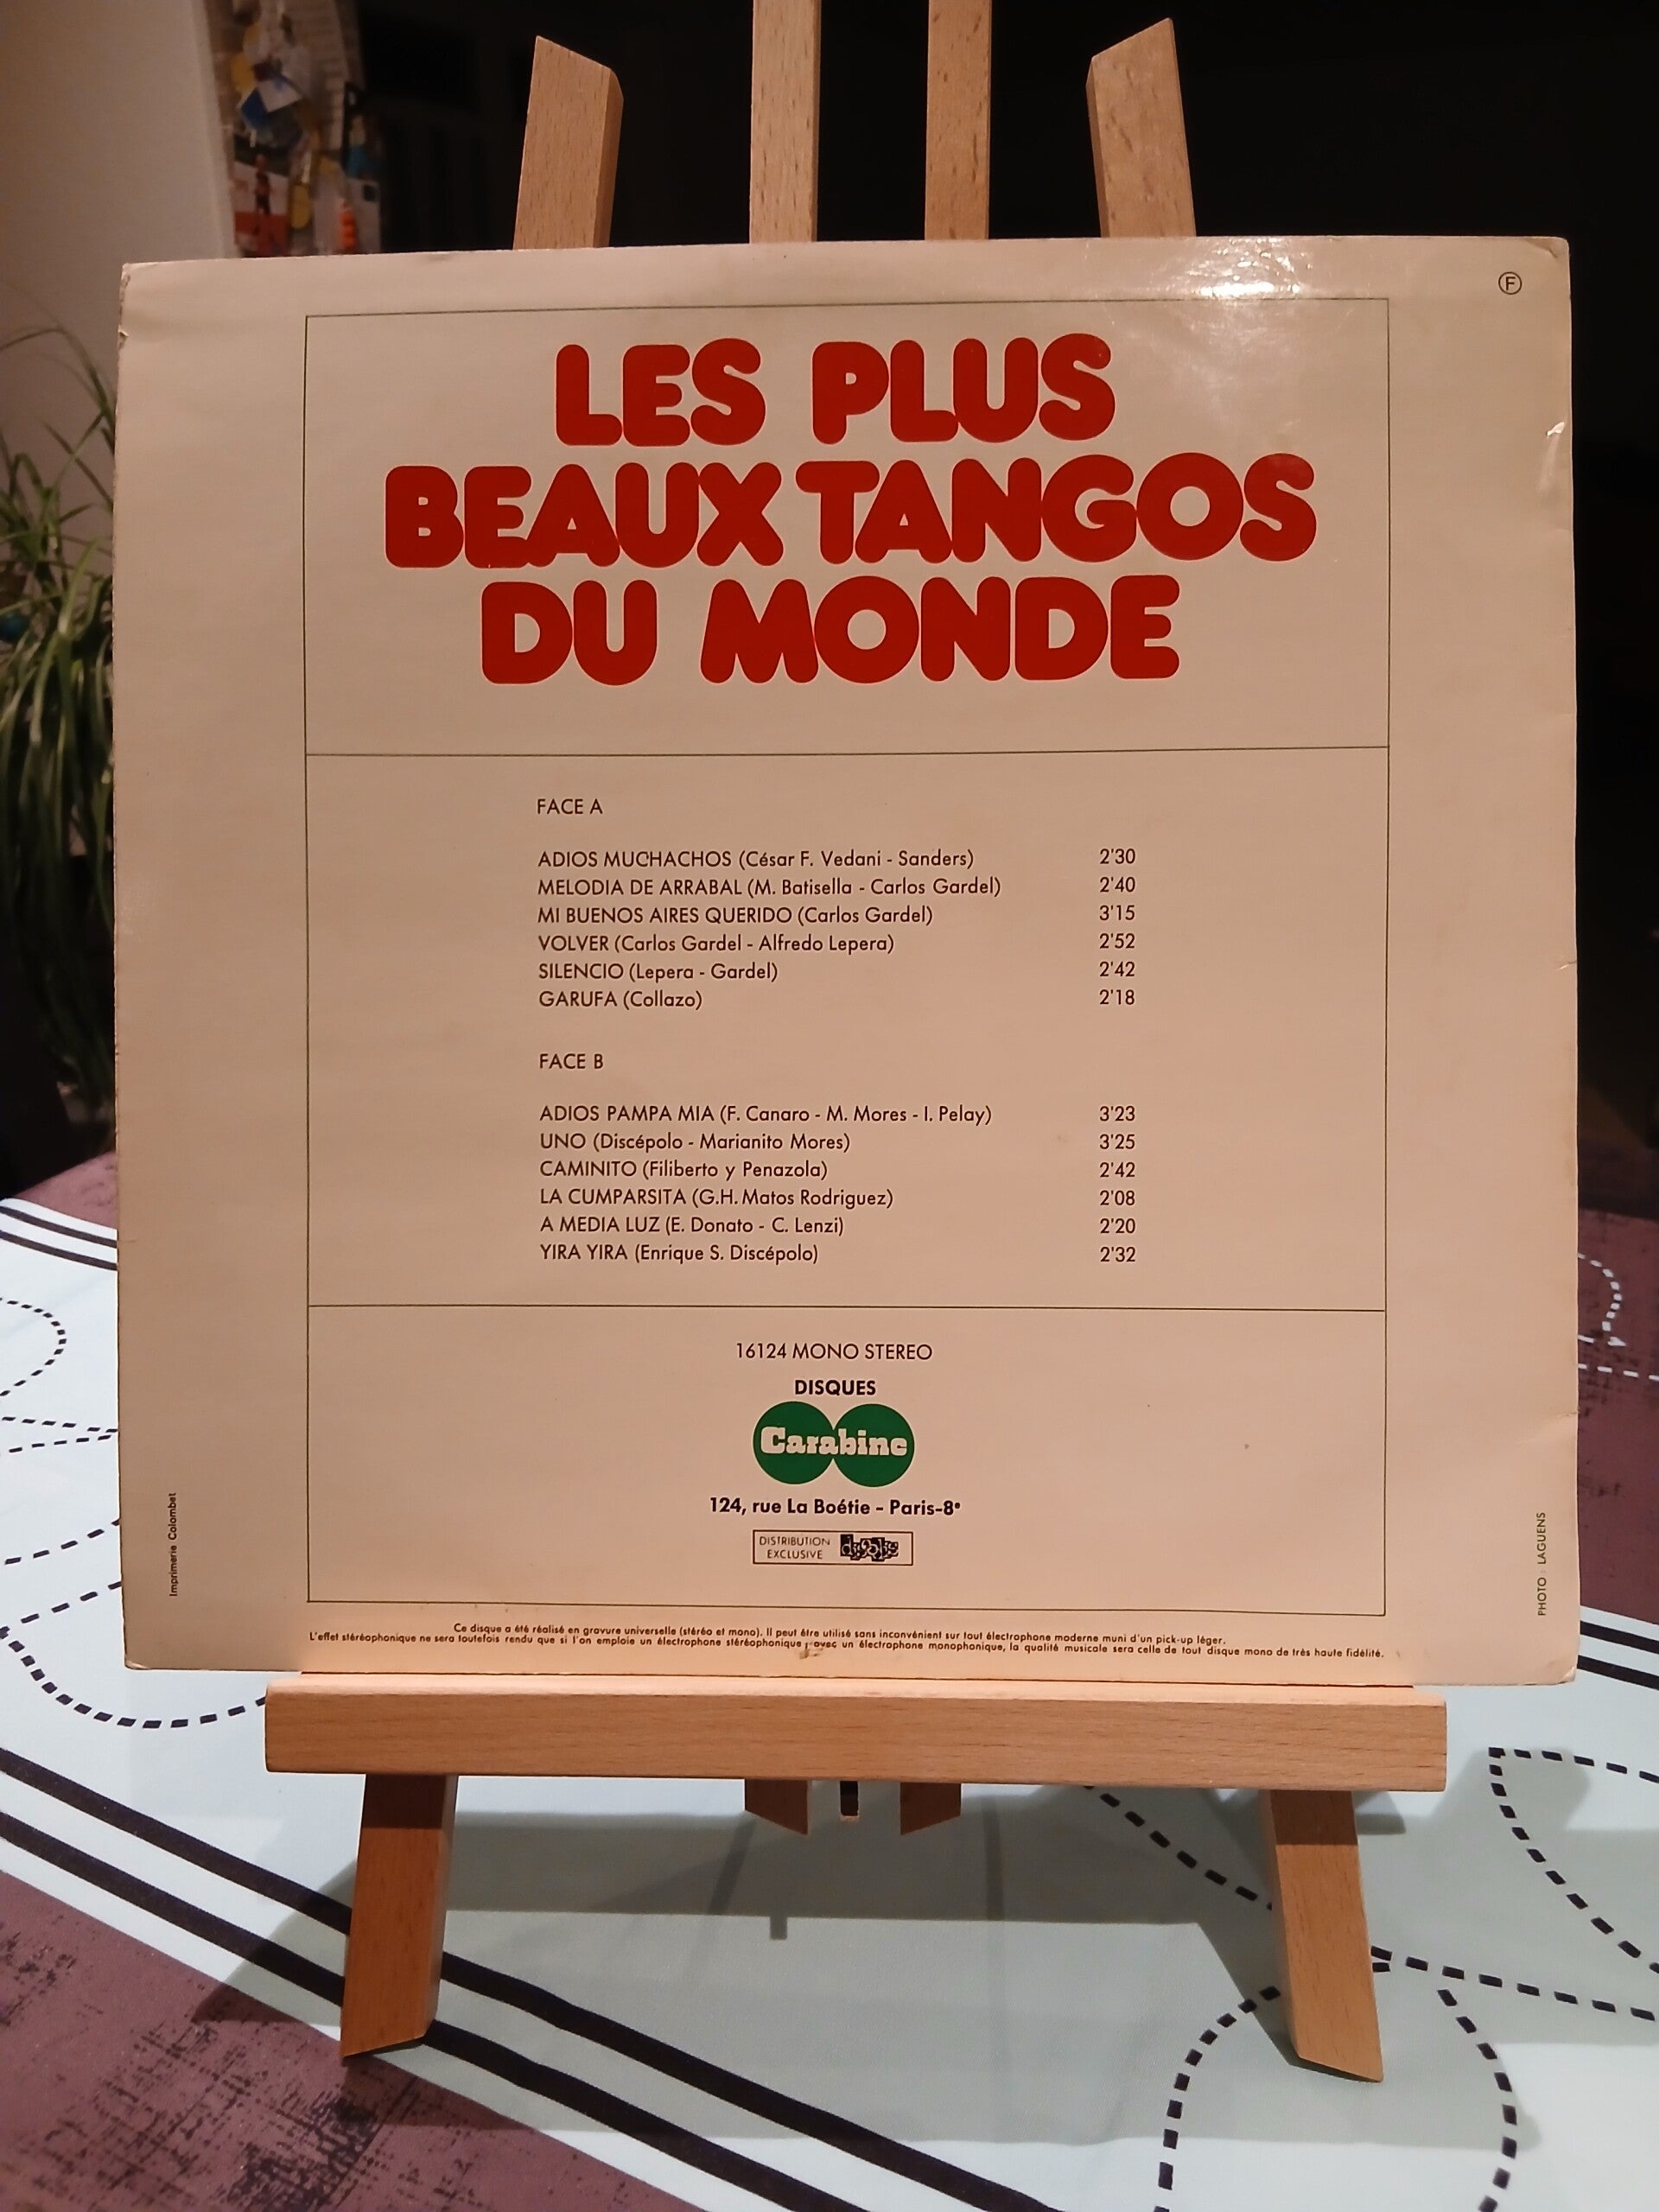 F
LES PLUS
BEAUX TANGOS
DU MONDE
FACE A
ADIOS MUCHACHOS (César F. Vedani - Sanders) 2'30
MELODIA DE ARRABAL (M. Batisella - Carlos Gardel) 2'40
MI BUENOS AIRES QUERIDO (Carlos Gardel) 3'15
VOLVER (Carlos Gardel - Alfredo Lepera) 2'52
SILENCIO (Lepera - Gardel) 2'42
GARUFA (Collazo) 2'18
FACE B
ADIOS PAMPA MIA (F. Canaro - M. Mores - I. Pelay) 3'23
UNO (Discépolo - Marianito Mores) 3'25
CAMINITO (Filiberto y Penazola) 2'42
LA CUMPARSITA (G.H. Matos Rodriguez) 2'08
A MEDIA LUZ (E. Donato - C. Lenzi) 2'20
YIRA YIRA (Enrique S. Discépolo) 2'32
16124 MONO STEREO
DISQUES
Carabine
124, rue La Boétie - Paris-8e
DISTRIBUTION
EXCLUSIVE
Imprimerie Colombet
PHOTO : LAGUENS
Ce disque a été réalisé en gravure universelle (stéréo et mono). Il peut être utilisé sans inconvénient sur tout électrophone moderne muni d'un pick-up léger.
L'effet stéréophonique ne sera toutefois rendu que si l'on emploie un électrophone stéréophonique ; avec un électrophone monophonique, la qualité musicale sera celle de tout disque mono de très haute fidélité.